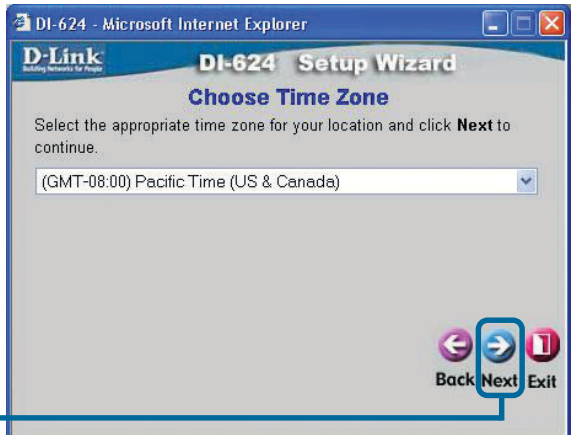 DI-624 - Microsoft Internet Explorer
D-Link
Building Networks for People
DI-624 Setup Wizard
Choose Time Zone
Select the appropriate time zone for your location and click Next to
continue.
(GMT-08:00) Pacific Time (US & Canada)
Back Next Exit